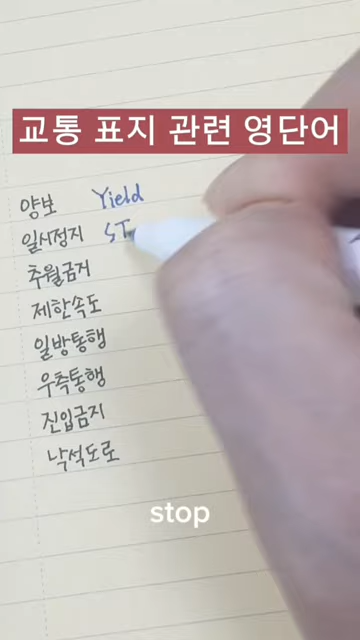 교통 표지 관련 영단어
양보 Yield
일시정지 ST
추월금지
제한속도
일방통행
우측통행
진입금지
낙석도로
stop